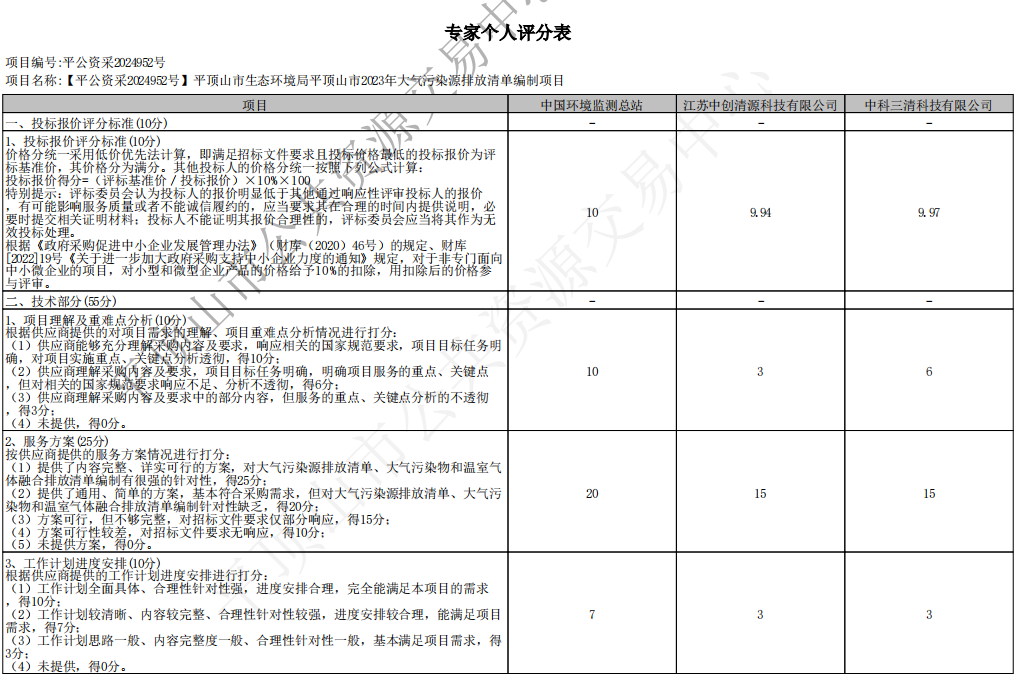 专家个人评分表
项目编号:平公资采2024952号
项目名称:【平公资采2024952号】平顶山市生态环境局平顶山市2023年大气污染源排放清单编制项目
项目 中国环境监测总站 江苏中创清源科技有限公司 中科三清科技有限公司
一、投标报价评分标准(10分) － － －
1、投标报价评分标准(10分)
价格分统一采用低价优先法计算，即满足招标文件要求且投标价格最低的投标报价为评
标基准价，其价格分为满分。其他投标人的价格分统一按照下列公式计算:
投标报价得分=（评标基准价／投标报价）×10%×100
特别提示：评标委员会认为投标人的报价明显低于其他通过响应性评审投标人的报价
，有可能影响服务质量或者不能诚信履约的，应当要求其在合理的时间内提供说明，必
要时提交相关证明材料；投标人不能证明其报价合理性的，评标委员会应当将其作为无
效投标处理。
根据《政府采购促进中小企业发展管理办法》（财库（2020）46号）的规定、财库
[2022]19号《关于进一步加大政府采购支持中小企业力度的通知》规定，对于非专门面向
中小微企业的项目，对小型和微型企业产品的价格给予10%的扣除，用扣除后的价格参
与评审。
10 9.94 9.97
二、技术部分(55分) － － －
1、项目理解及重难点分析(10分)
根据供应商提供的对项目需求的理解、项目重难点分析情况进行打分：
（1）供应商能够充分理解采购内容及要求，响应相关的国家规范要求，项目目标任务明
确，对项目实施重点、关键点分析透彻，得10分；
（2）供应商理解采购内容及要求，项目目标任务明确，明确项目服务的重点、关键点
，但对相关的国家规范要求响应不足、分析不透彻，得6分；
（3）供应商理解采购内容及要求中的部分内容，但服务的重点、关键点分析的不透彻
，得3分；
（4）未提供，得0分。
10 3 6
2、服务方案(25分)
按供应商提供的服务方案情况进行打分：
（1）提供了内容完整、详实可行的方案，对大气污染源排放清单、大气污染物和温室气
体融合排放清单编制有很强的针对性，得25分；
（2）提供了通用、简单的方案，基本符合采购需求，但对大气污染源排放清单、大气污
染物和温室气体融合排放清单编制针对性缺乏，得20分；
（3）方案可行，但不够完整，对招标文件要求仅部分响应，得15分；
（4）方案可行性较差，对招标文件要求无响应，得10分；
（5）未提供方案，得0分。
20 15 15
3、工作计划进度安排(10分)
根据供应商提供的工作计划进度安排进行打分：
（1）工作计划全面具体、合理性针对性强，进度安排合理，完全能满足本项目的需求
，得10分；
（2）工作计划较清晰、内容较完整、合理性针对性较强，进度安排较合理，能满足项目
需求，得7分；
（3）工作计划思路一般、内容完整度一般、合理性针对性一般，基本满足项目需求，得
3分；
（4）未提供，得0分。
7 3 3
平顶山市公共资源交易中心
平顶山市公共资源交易中心